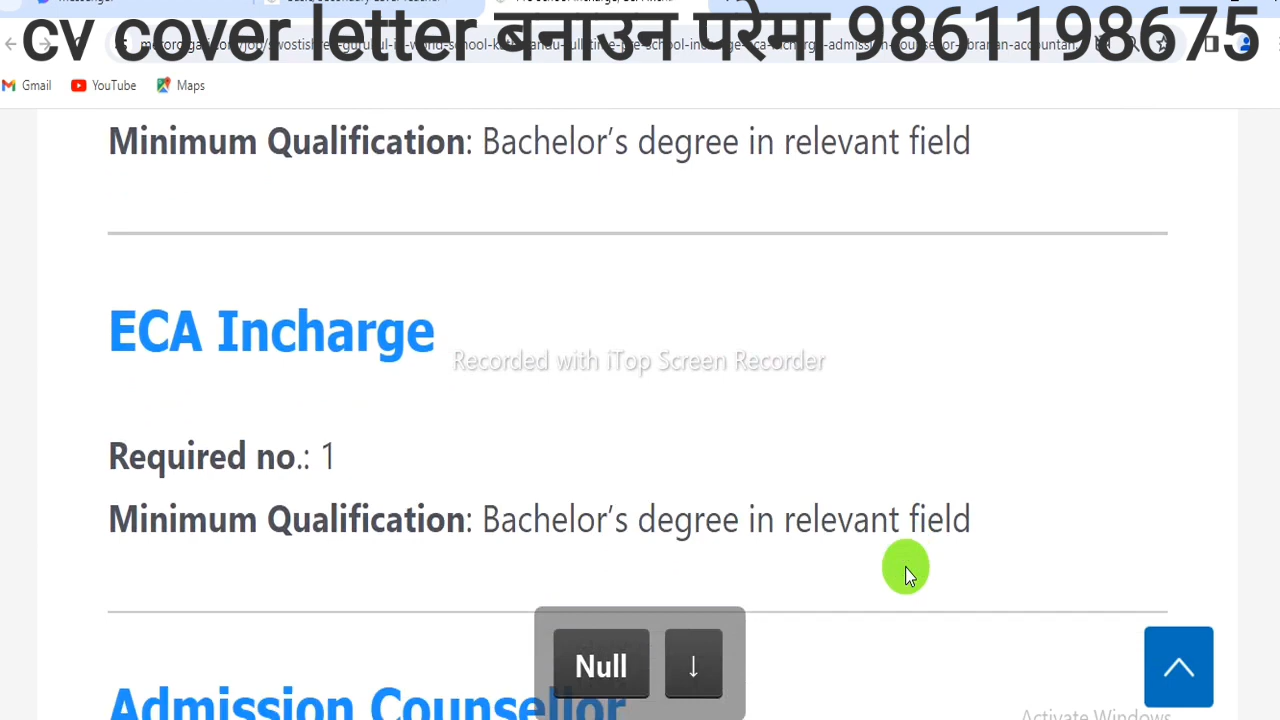 cv cover letter बनाउन परेमा 9861198675
Gmail YouTube Maps
Minimum Qualification: Bachelor’s degree in relevant field
ECA Incharge
Recorded with iTop Screen Recorder
Required no.: 1
Minimum Qualification: Bachelor’s degree in relevant field
Null ↓
Admission Counsellor
Activate Windows